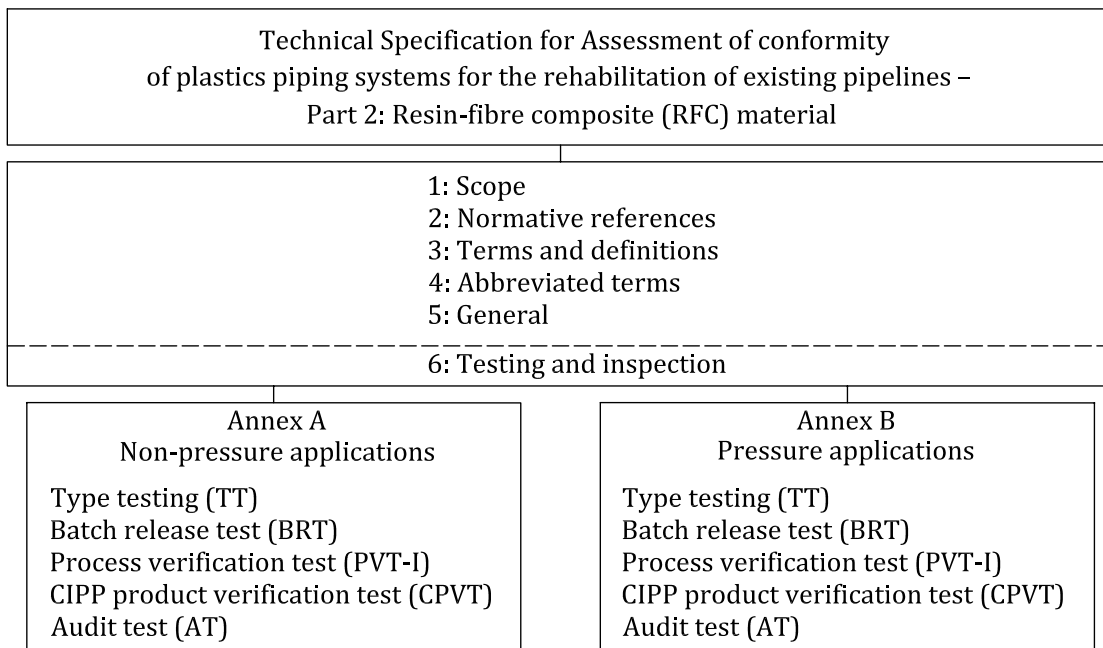 Technical Specification for Assessment of conformity
of plastics piping systems for the rehabilitation of existing pipelines –
Part 2: Resin-fibre composite (RFC) material
1: Scope
2: Normative references
3: Terms and definitions
4: Abbreviated terms
5: General
6: Testing and inspection
Annex A
Non-pressure applications
Type testing (TT)
Batch release test (BRT)
Process verification test (PVT-I)
CIPP product verification test (CPVT)
Audit test (AT)
Annex B
Pressure applications
Type testing (TT)
Batch release test (BRT)
Process verification test (PVT-I)
CIPP product verification test (CPVT)
Audit test (AT)